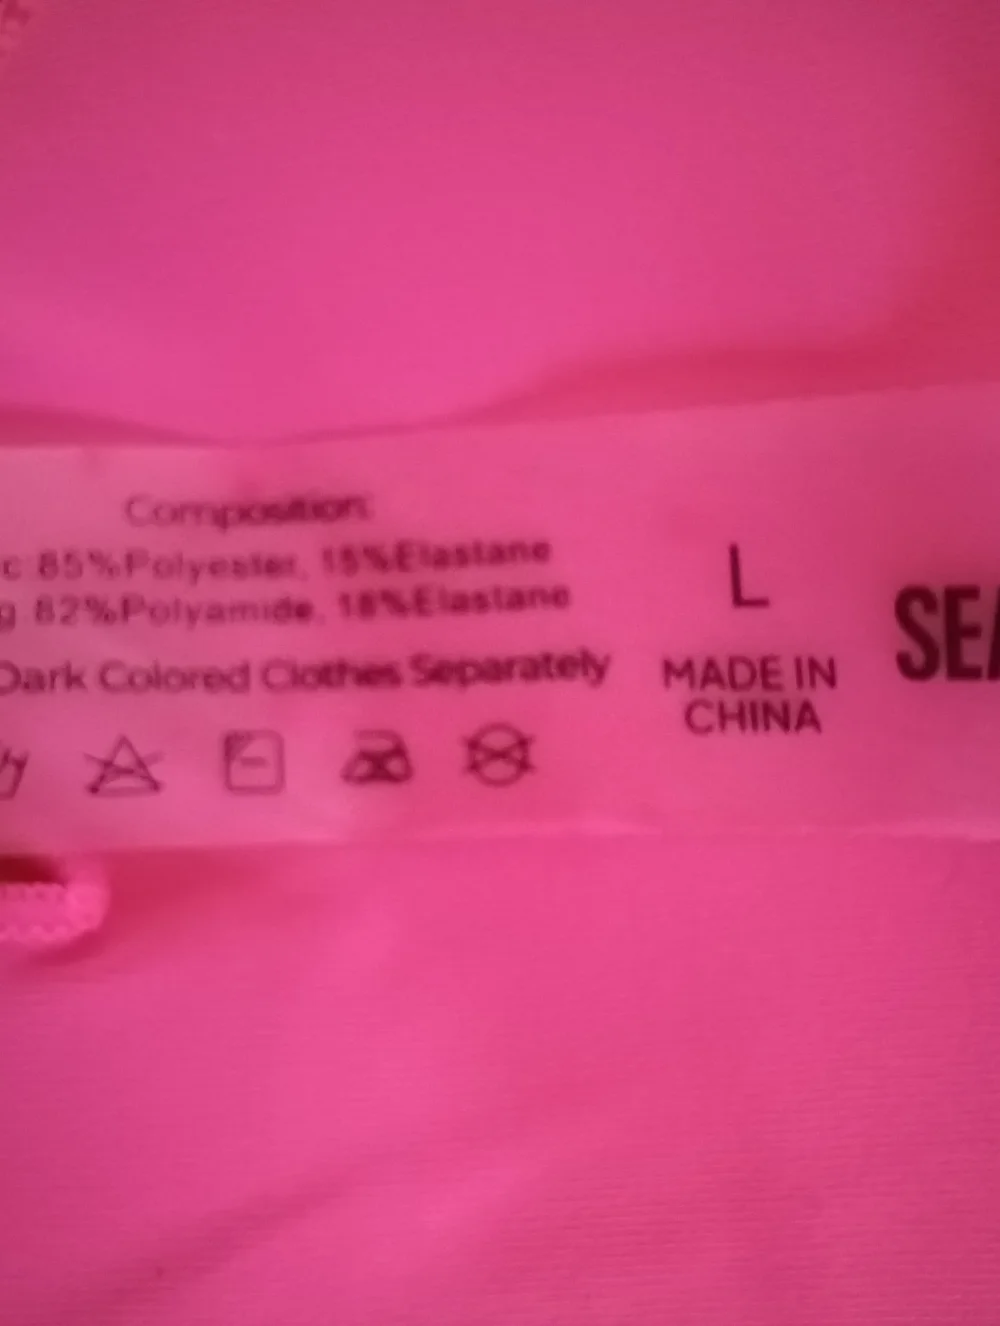 Composition:
c: 85%Polyester, 15%Elastane
g: 82%Polyamide, 18%Elastane
Dark Colored Clothes Separately
L
MADE IN
CHINA
SEA